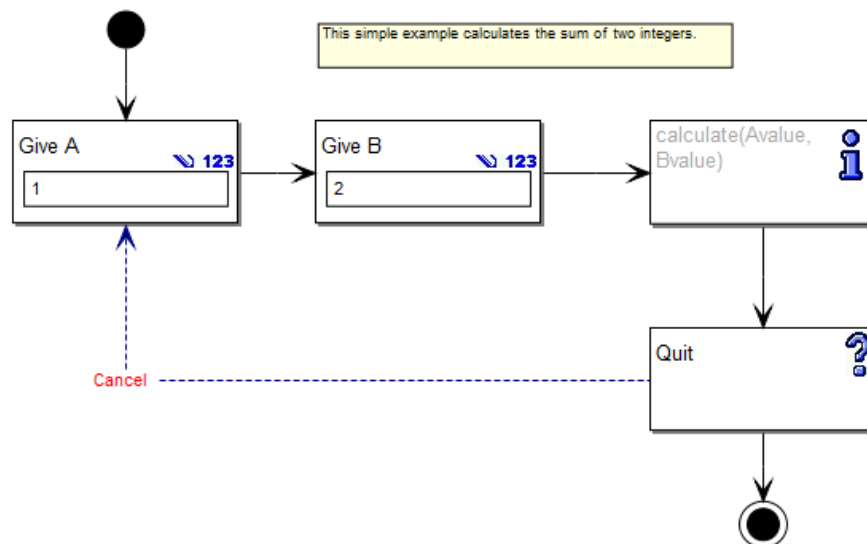 This simple example calculates the sum of two integers.
Give A
123
1
Give B
123
2
calculate(Avalue,
Bvalue)
Quit
Cancel